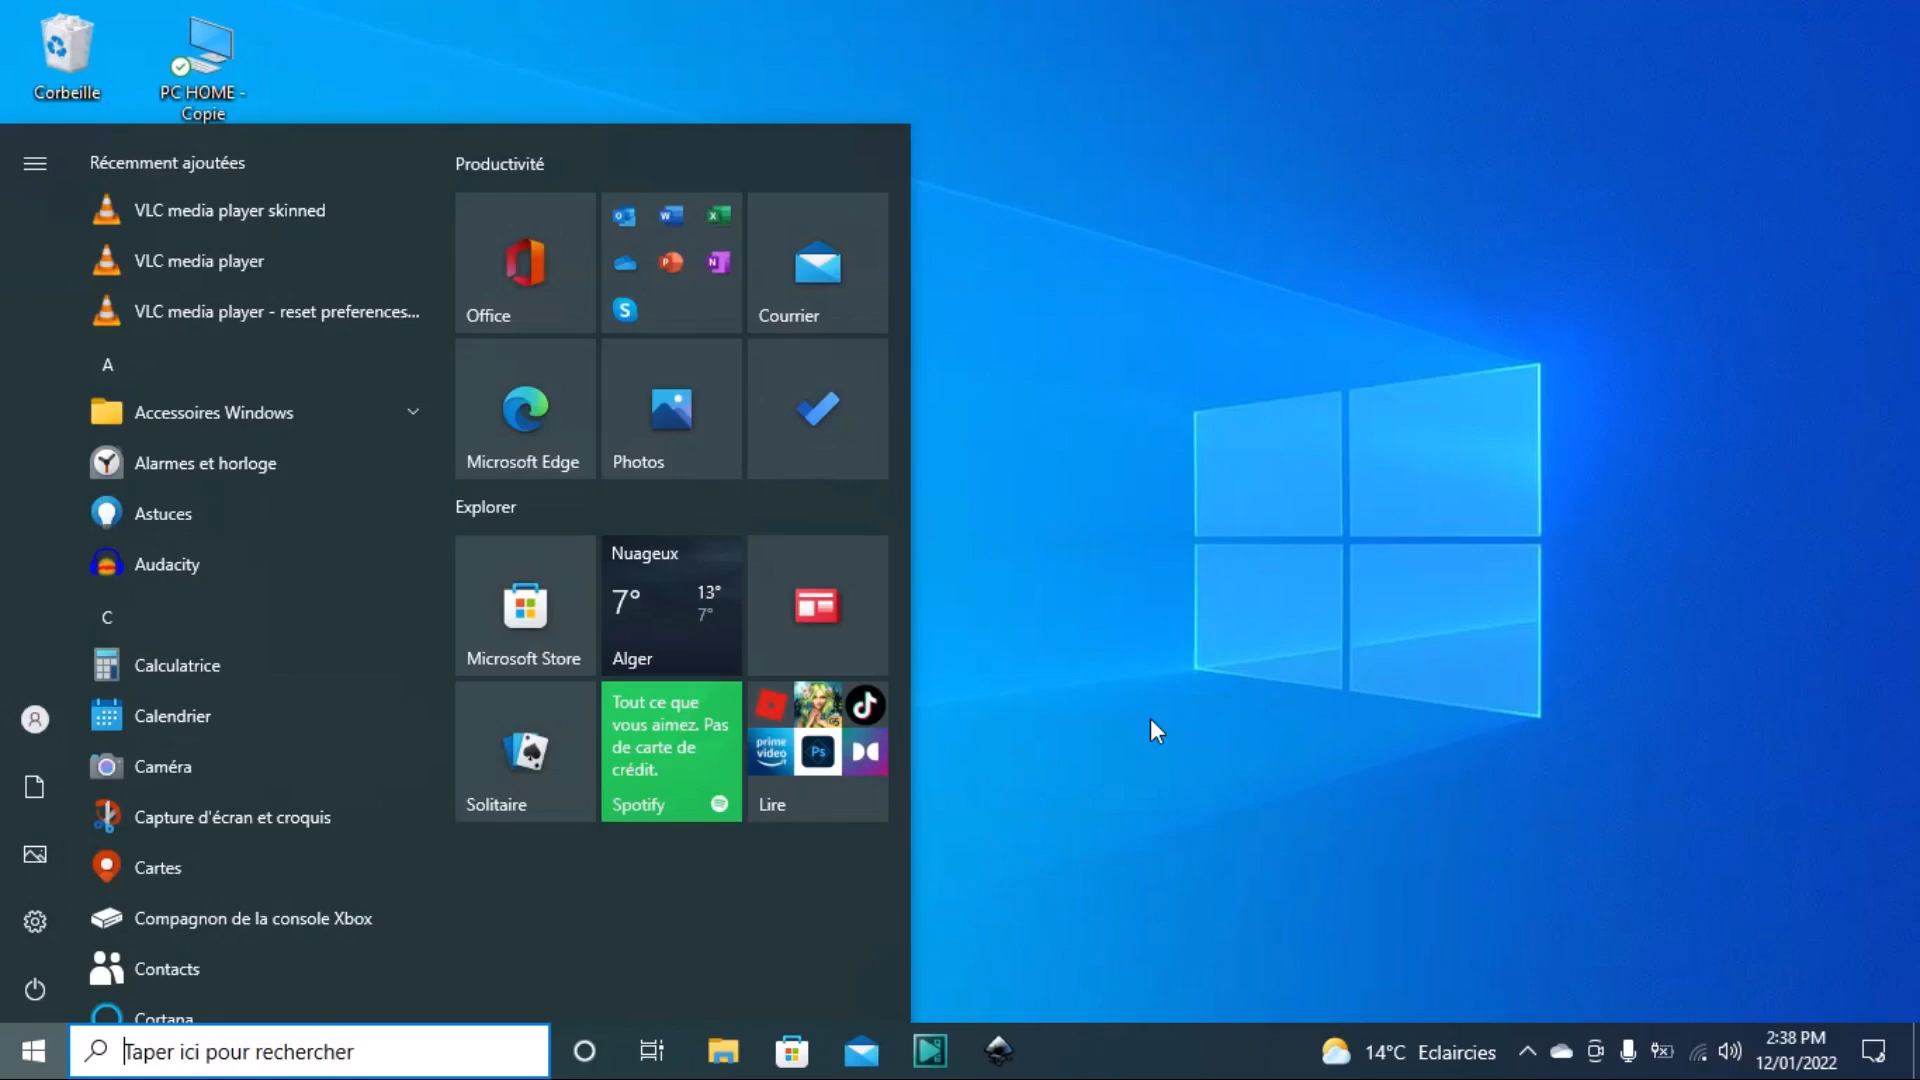 Corbeille
PC HOME -
Copie
Récemment ajoutées
VLC media player skinned
VLC media player
VLC media player - reset preferences...
A
Accessoires Windows
Alarmes et horloge
Astuces
Audacity
C
Calculatrice
Calendrier
Caméra
Capture d'écran et croquis
Cartes
Compagnon de la console Xbox
Contacts
Cortana
Productivité
Office
Courrier
Microsoft Edge
Photos
Explorer
Microsoft Store
Nuageux
7°
13°
7°
Alger
Solitaire
Tout ce que
vous aimez. Pas
de carte de
crédit.
Spotify
prime
video
Ps
Lire
Taper ici pour rechercher
14°C Eclaircies
2:38 PM
12/01/2022